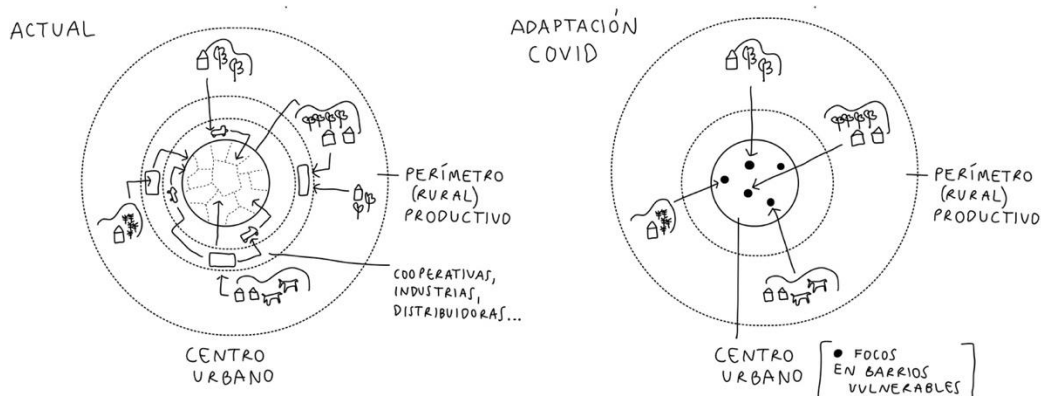 ACTUAL
PERÍMETRO
(RURAL)
PRODUCTIVO
COOPERATIVAS,
INDUSTRIAS,
DISTRIBUIDORAS...
CENTRO
URBANO
ADAPTACIÓN
COVID
PERÍMETRO
(RURAL)
PRODUCTIVO
CENTRO
URBANO
FOCOS
EN BARRIOS
VULNERABLES